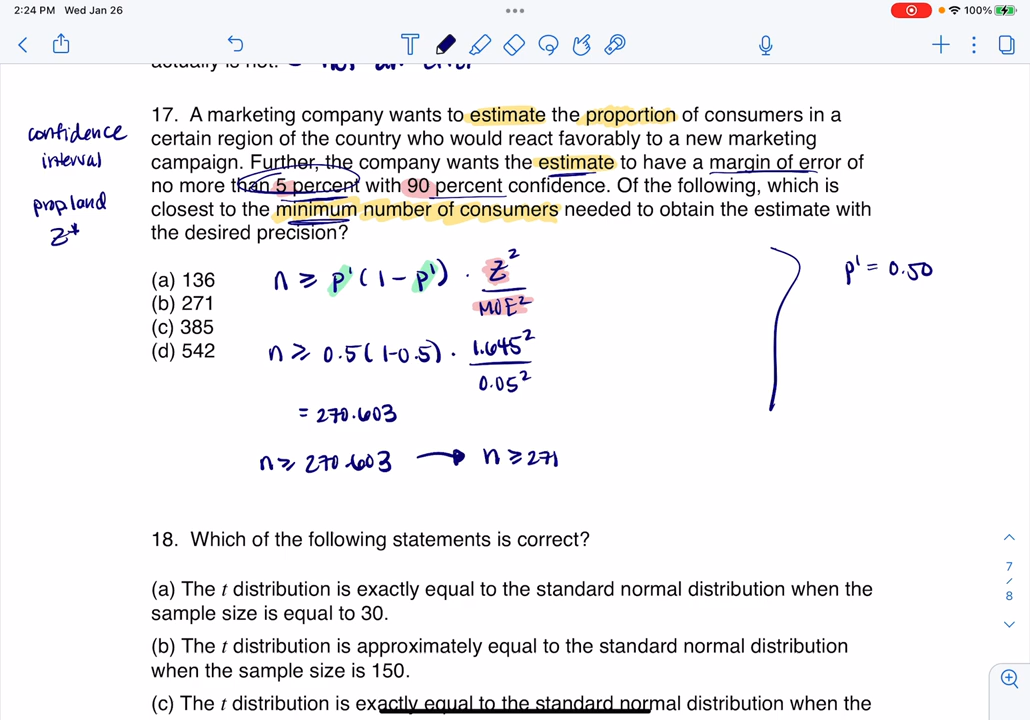 2:24 PM Wed Jan 26
100%
actually is not. not an error
17. A marketing company wants to estimate the proportion of consumers in a
certain region of the country who would react favorably to a new marketing
campaign. Further, the company wants the estimate to have a margin of error of
no more than 5 percent with 90 percent confidence. Of the following, which is
closest to the minimum number of consumers needed to obtain the estimate with
the desired precision?
confidence
interval
prop land
z*
(a) 136
(b) 271
(c) 385
(d) 542
n ≥ p'(1 - p') · z²/MOE²
n ≥ 0.5(1-0.5) · 1.645²/0.05²
= 270.603
n ≥ 270.603 → n ≥ 271
p' = 0.50
18. Which of the following statements is correct?
(a) The t distribution is exactly equal to the standard normal distribution when the
sample size is equal to 30.
(b) The t distribution is approximately equal to the standard normal distribution
when the sample size is 150.
(c) The t distribution is exactly equal to the standard normal distribution when the
7
/
8